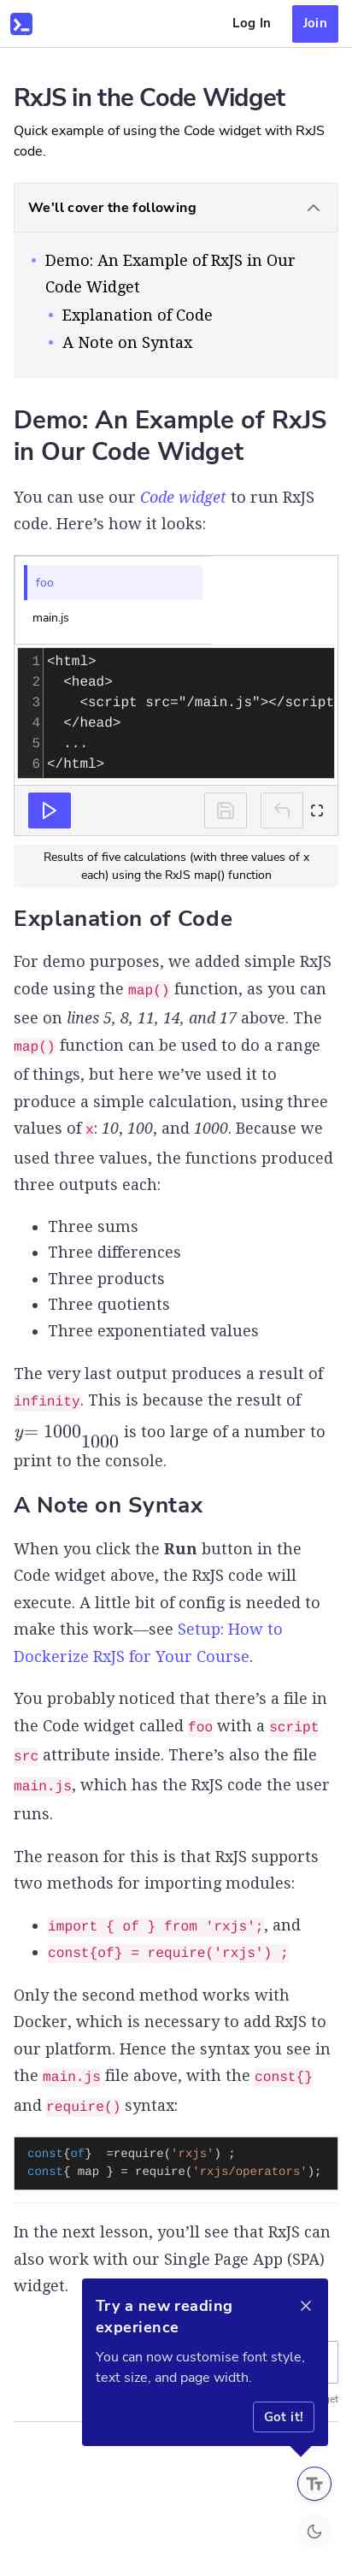 Log In
Join
RxJS in the Code Widget
Quick example of using the Code widget with RxJS
code.
We'll cover the following
Demo: An Example of RxJS in Our
Code Widget
Explanation of Code
A Note on Syntax
Demo: An Example of RxJS
in Our Code Widget
You can use our Code widget to run RxJS
code. Here's how it looks:
foo
main.js
1 <html>
2 <head>
3 <script src="/main.js"></script
4 </head>
5 ...
6 </html>
Results of five calculations (with three values of x
each) using the RxJS map() function
Explanation of Code
For demo purposes, we added simple RxJS
code using the map() function, as you can
see on lines 5, 8, 11, 14, and 17 above. The
map() function can be used to do a range
of things, but here we've used it to
produce a simple calculation, using three
values of x: 10, 100, and 1000. Because we
used three values, the functions produced
three outputs each:
Three sums
Three differences
Three products
Three quotients
Three exponentiated values
The very last output produces a result of
infinity. This is because the result of
y= 1000 1000 is too large of a number to
print to the console.
A Note on Syntax
When you click the Run button in the
Code widget above, the RxJS code will
execute. A little bit of config is needed to
make this work—see Setup: How to
Dockerize RxJS for Your Course.
You probably noticed that there's a file in
the Code widget called foo with a script
src attribute inside. There's also the file
main.js, which has the RxJS code the user
runs.
The reason for this is that RxJS supports
two methods for importing modules:
import { of } from 'rxjs';, and
const{of} = require('rxjs') ;
Only the second method works with
Docker, which is necessary to add RxJS to
our platform. Hence the syntax you see in
the main.js file above, with the const{}
and require() syntax:
const{of}  =require('rxjs') ;
const{ map } = require('rxjs/operators');
In the next lesson, you'll see that RxJS can
also work with our Single Page App (SPA)
widget.
Try a new reading
experience
You can now customise font style,
text size, and page width.
Got it!